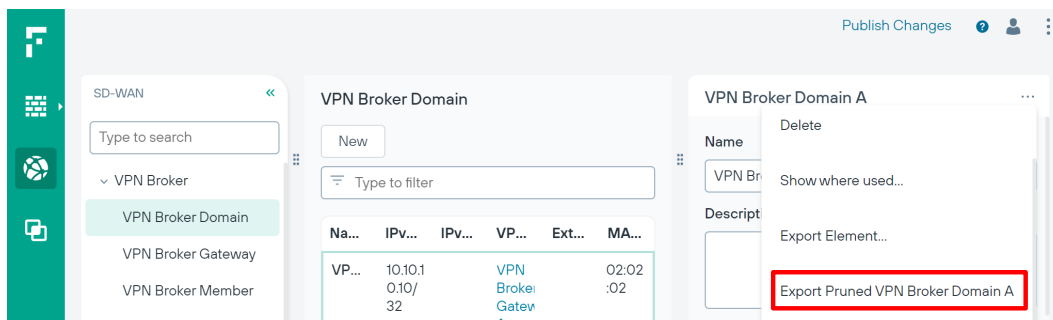 Publish Changes
?
SD-WAN
Type to search
VPN Broker
VPN Broker Domain
VPN Broker Gateway
VPN Broker Member
VPN Broker Domain
New
Type to filter
Na... IPv... IPv... VP... Ext... MA...
VP... 10.10.1 VPN 02:02
0.10/ Broker :02
32 Gatew
VPN Broker Domain A
Name
VPN Br
Descript
Delete
Show where used...
Export Element...
Export Pruned VPN Broker Domain A